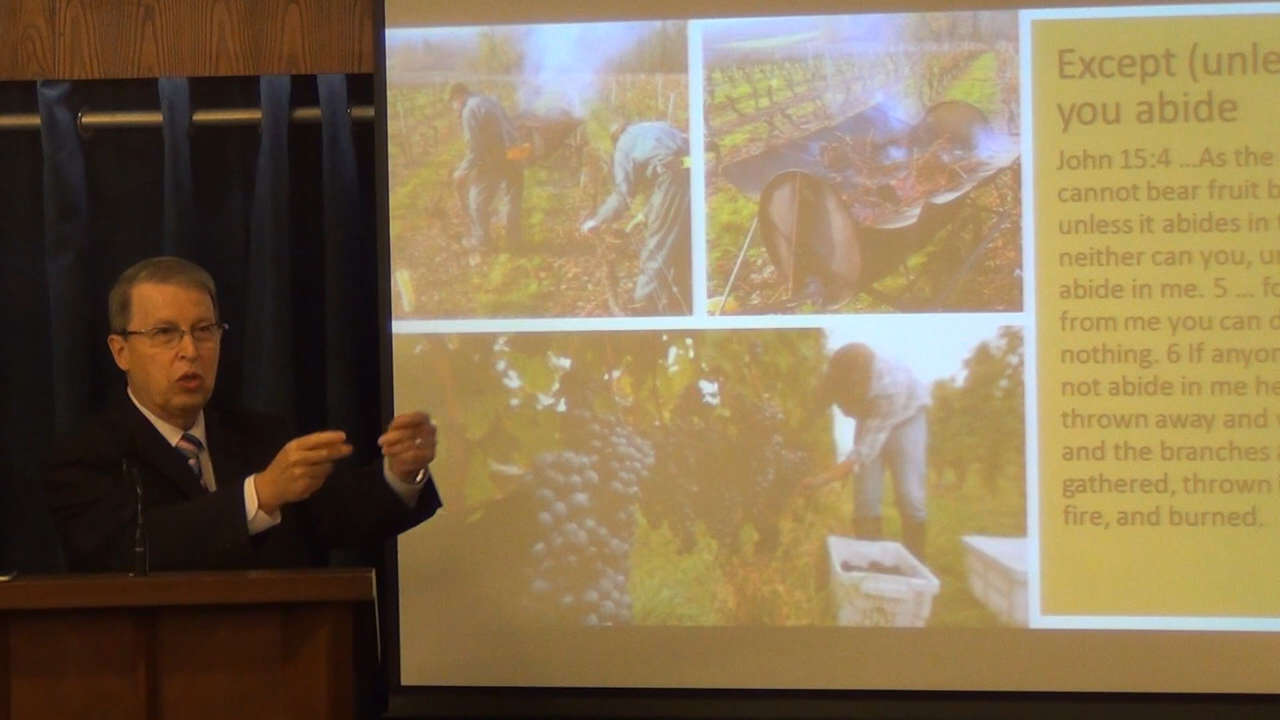 Except (unle
you abide
John 15:4 ...As the
cannot bear fruit b
unless it abides in
neither can you, u
abide in me. 5 ... fo
from me you can d
nothing. 6 If anyon
not abide in me he
thrown away and
and the branches a
gathered, thrown
fire, and burned.